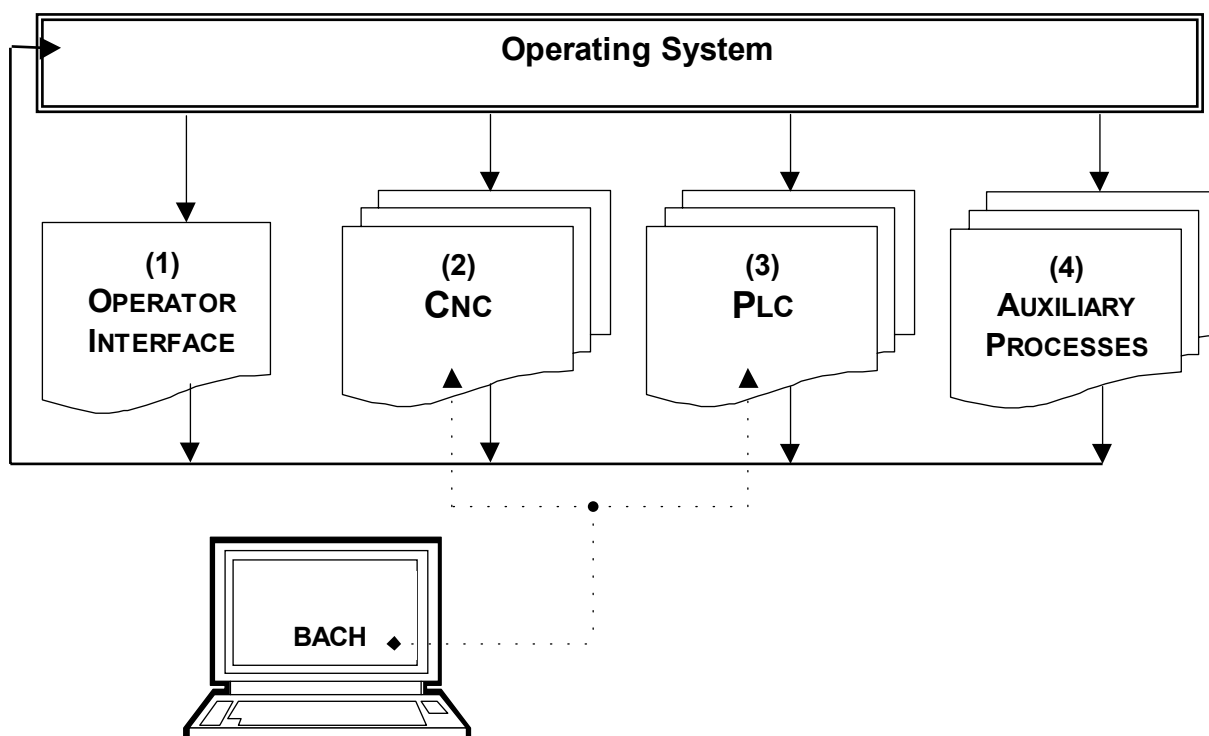 Operating System
(1)
OPERATOR
INTERFACE
(2)
CNC
(3)
PLC
(4)
AUXILIARY
PROCESSES
BACH